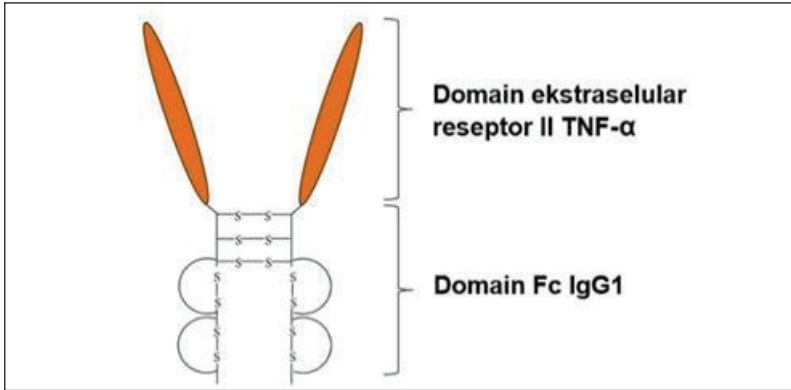 Domain ekstraselular
reseptor II TNF-α
S S
S S
S S
Domain Fc IgG1
S S
S S
S S
S S